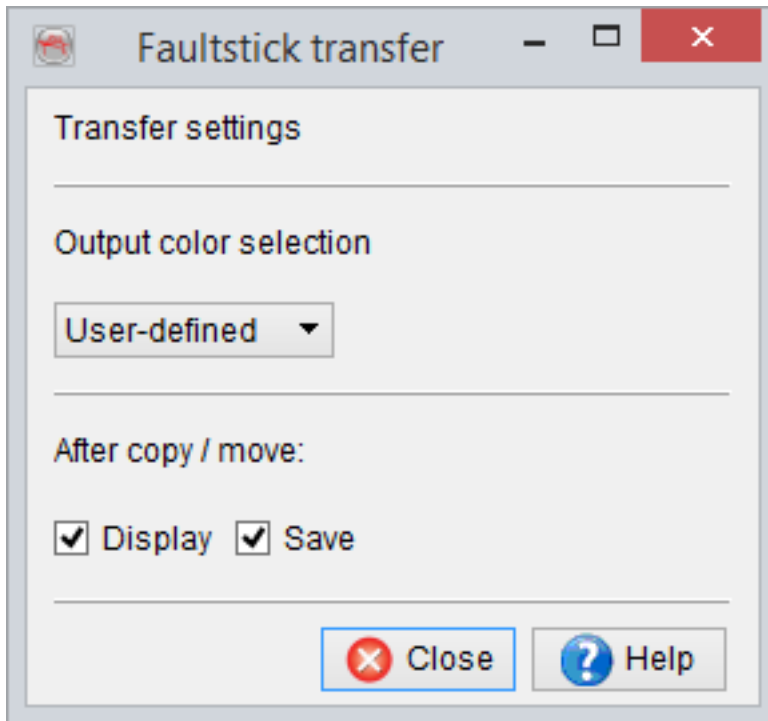 Faultstick transfer
Transfer settings
Output color selection
User-defined
After copy / move:
Display Save
Close Help